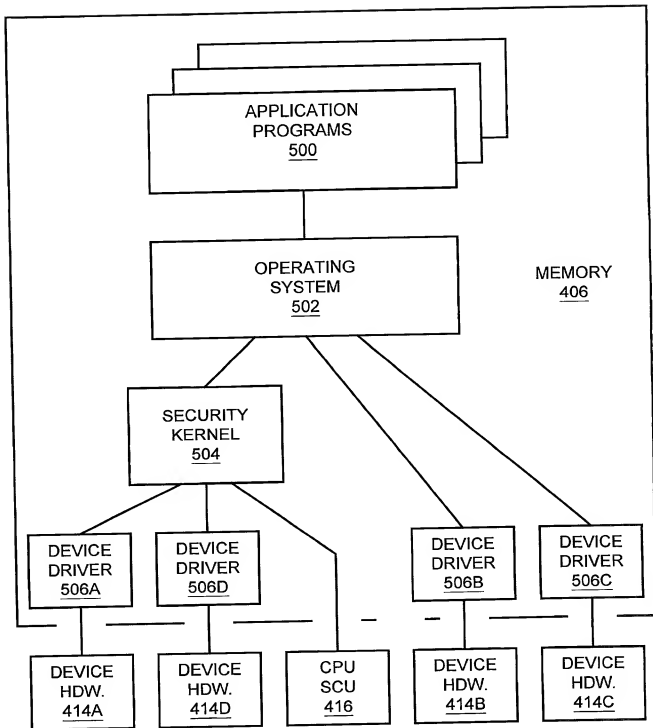 APPLICATION
PROGRAMS
500
OPERATING
SYSTEM
502
MEMORY
406
SECURITY
KERNEL
504
DEVICE
DRIVER
506A
DEVICE
DRIVER
506D
DEVICE
DRIVER
506B
DEVICE
DRIVER
506C
DEVICE
HDW.
414A
DEVICE
HDW.
414D
CPU
SCU
416
DEVICE
HDW.
414B
DEVICE
HDW.
414C